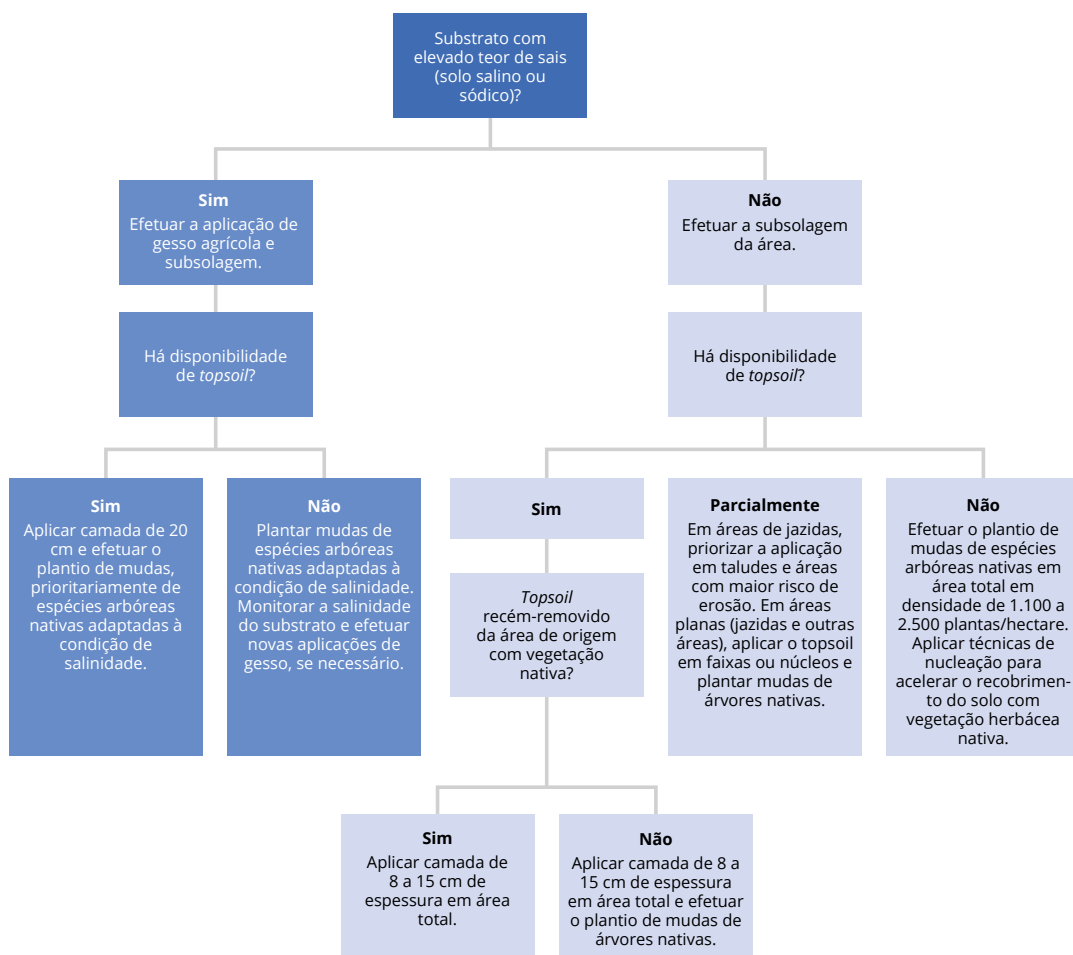 Substrato com
elevado teor de sais
(solo salino ou
sódico)?
Sim
Efetuar a aplicação de
gesso agrícola e
subsolagem.
Não
Efetuar a subsolagem
da área.
Há disponibilidade
de topsoil?
Há disponibilidade
de topsoil?
Sim
Aplicar camada de 20
cm e efetuar o
plantio de mudas,
prioritariamente de
espécies arbóreas
nativas adaptadas à
condição de
salinidade.
Não
Plantar mudas de
espécies arbóreas
nativas adaptadas à
condição de salinidade.
Monitorar a salinidade
do substrato e efetuar
novas aplicações de
gesso, se necessário.
Sim
Topsoil
recém-removido
da área de origem
com vegetação
nativa?
Parcialmente
Em áreas de jazidas,
priorizar a aplicação
em taludes e áreas
com maior risco de
erosão. Em áreas
planas (jazidas e outras
áreas), aplicar o topsoil
em faixas ou núcleos e
plantar mudas de
árvores nativas.
Não
Efetuar o plantio de
mudas de espécies
arbóreas nativas em
área total em
densidade de 1.100 a
2.500 plantas/hectare.
Aplicar técnicas de
nucleação para
acelerar o recobrimen-
to do solo com
vegetação herbácea
nativa.
Sim
Aplicar camada de
8 a 15 cm de
espessura em área
total.
Não
Aplicar camada de 8 a
15 cm de espessura
em área total e efetuar
o plantio de mudas de
árvores nativas.